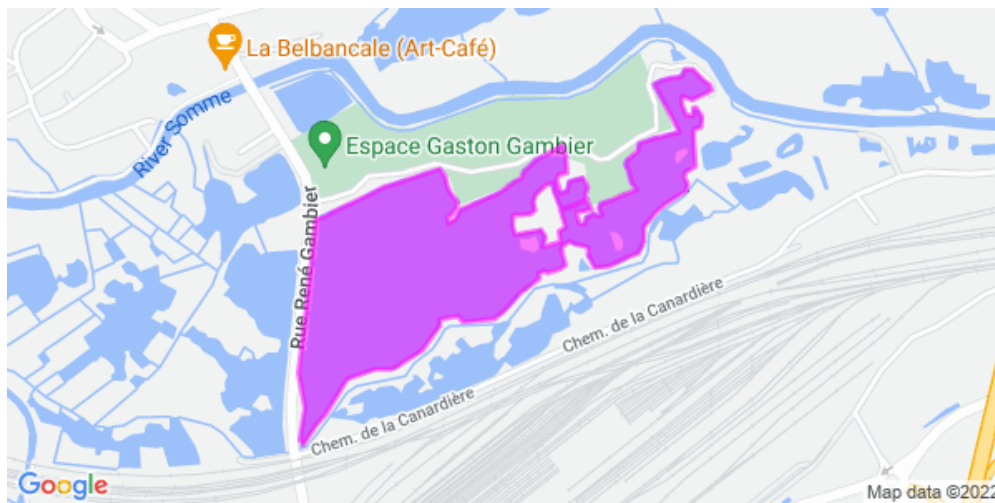 La Belbancale (Art-Café)
River Somme
Espace Gaston Gambier
Rue René Gambier
Chem. de la Canardière
Chem. de la Canardière
Google
Map data ©2022